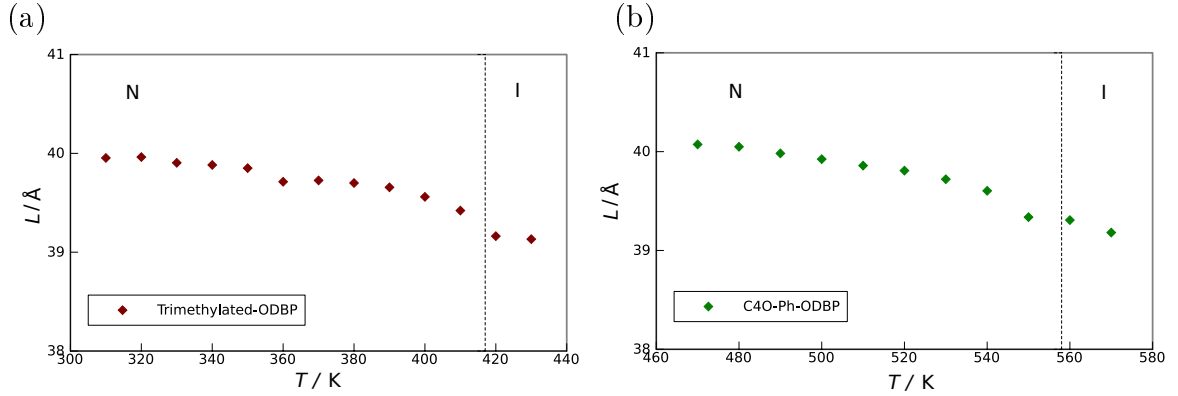 (a)
41
40
39
38
L / Å
N
I
Trimethylated-ODBP
300 320 340 360 380 400 420 440
T / K
(b)
41
40
39
38
L / Å
N
I
C4O-Ph-ODBP
460 480 500 520 540 560 580
T / K